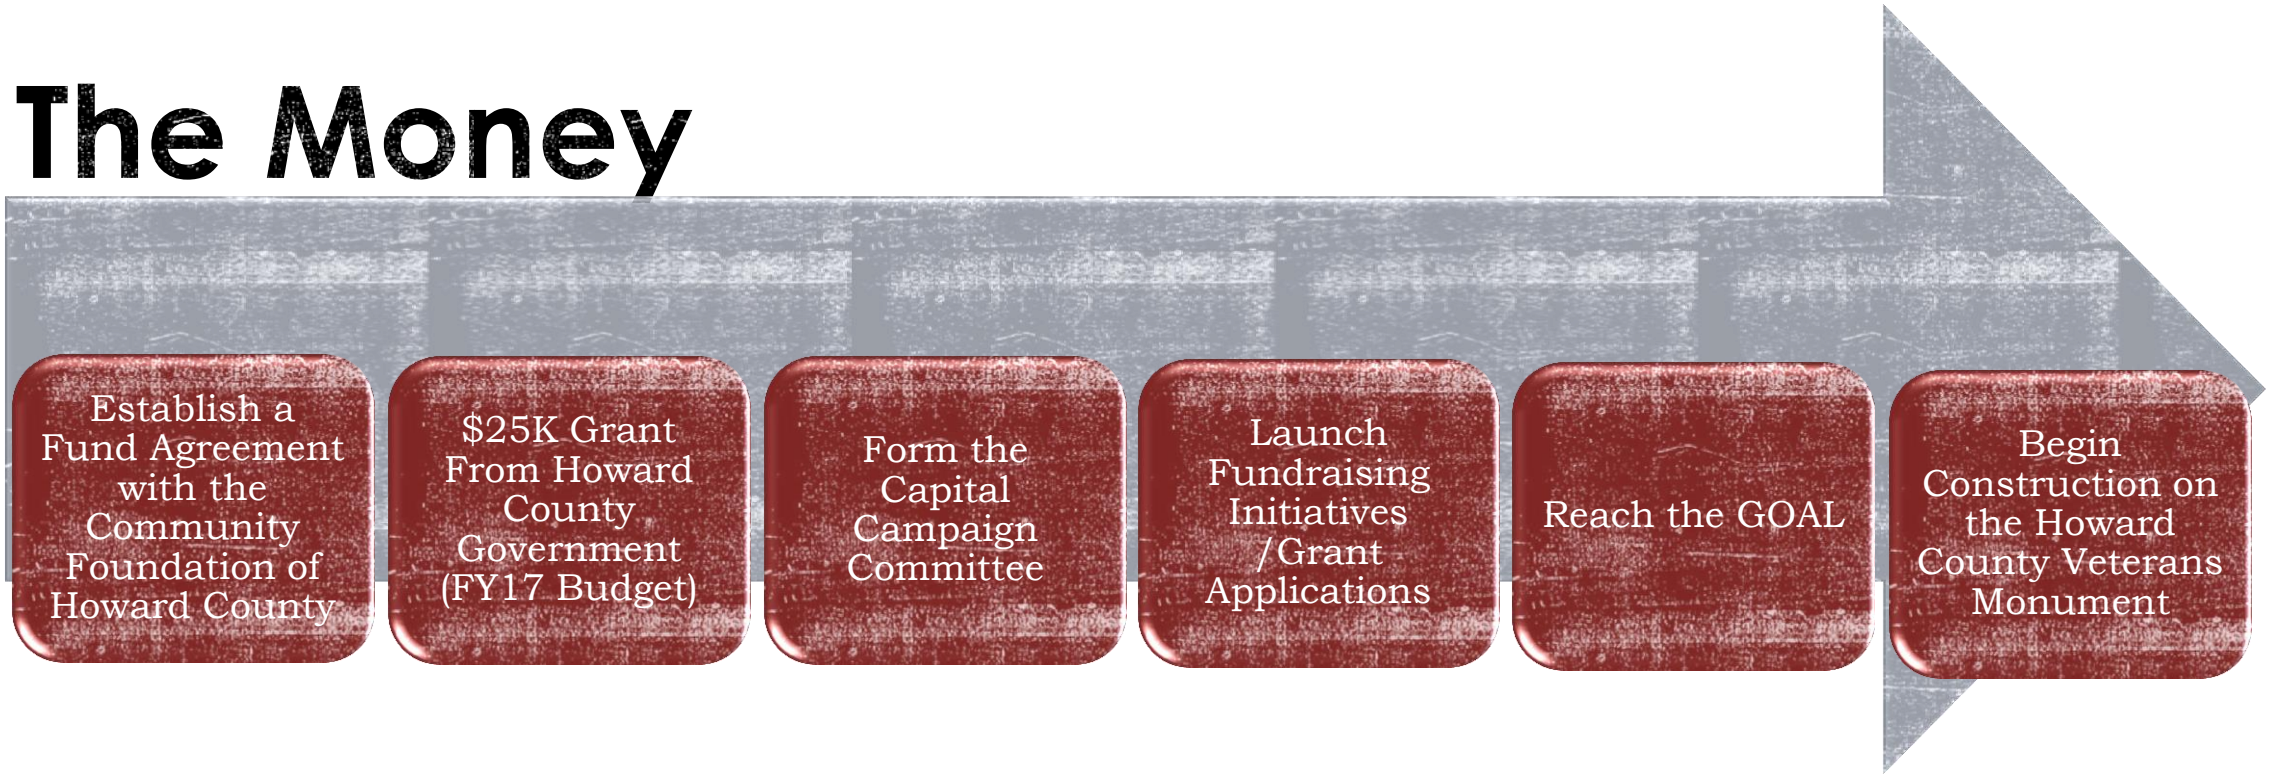 The Money
Establish a
Fund Agreement
with the
Community
Foundation of
Howard County
$25K Grant
From Howard
County
Government
(FY17 Budget)
Form the
Capital
Campaign
Committee
Launch
Fundraising
Initiatives
/Grant
Applications
Reach the GOAL
Begin
Construction on
the Howard
County Veterans
Monument